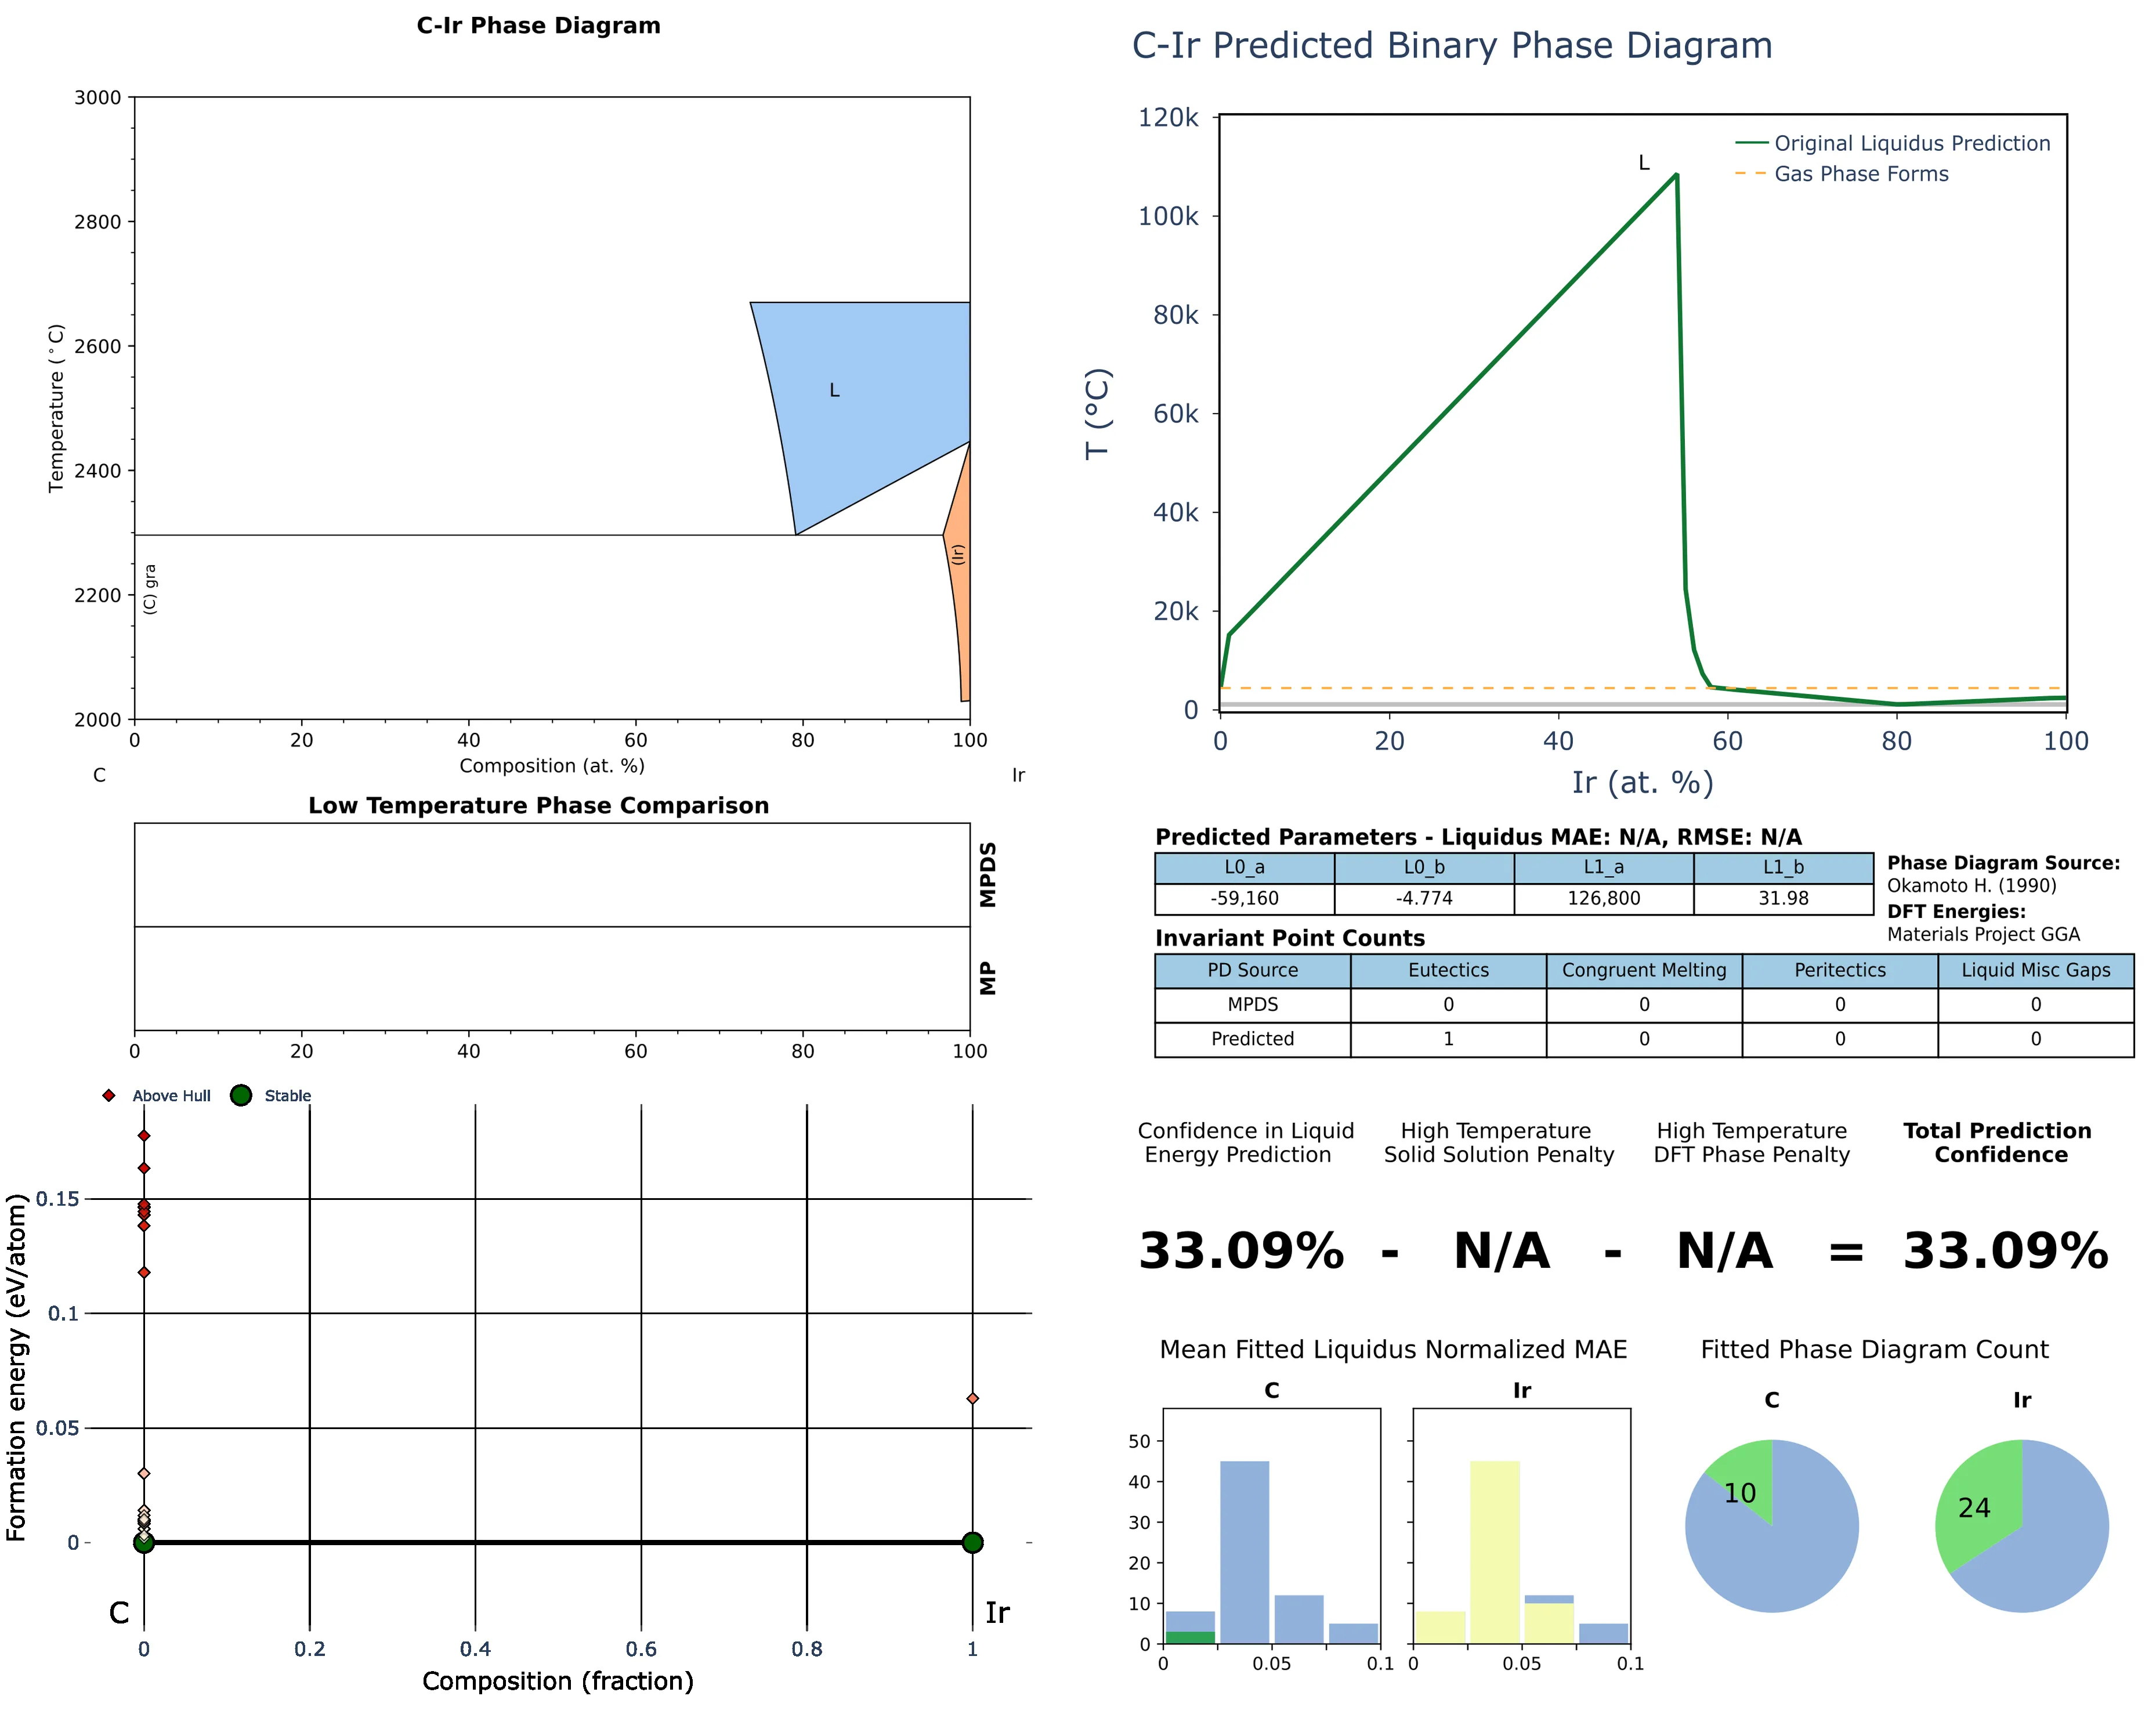 C-Ir Phase Diagram
3000
2800
2600
2400
2200
2000
Temperature (°C)
L
(Ir)
(C) gra
0 20 40 60 80 100
Composition (at. %)
C Ir
Low Temperature Phase Comparison
MPDS
MP
0 20 40 60 80 100
Above Hull Stable
0.15
0.1
0.05
0
Formation energy (eV/atom)
C Ir
0 0.2 0.4 0.6 0.8 1
Composition (fraction)
C-Ir Predicted Binary Phase Diagram
120k
100k
80k
60k
40k
20k
0
T (°C)
L
Original Liquidus Prediction
Gas Phase Forms
0 20 40 60 80 100
Ir (at. %)
Predicted Parameters - Liquidus MAE: N/A, RMSE: N/A
L0_a L0_b L1_a L1_b
-59,160 -4.774 126,800 31.98
Phase Diagram Source:
Okamoto H. (1990)
DFT Energies:
Materials Project GGA
Invariant Point Counts
PD Source Eutectics Congruent Melting Peritectics Liquid Misc Gaps
MPDS 0 0 0 0
Predicted 1 0 0 0
Confidence in Liquid
Energy Prediction
High Temperature
Solid Solution Penalty
High Temperature
DFT Phase Penalty
Total Prediction
Confidence
33.09% - N/A - N/A = 33.09%
Mean Fitted Liquidus Normalized MAE
C Ir
50
40
30
20
10
0
0 0.05 0.1 0 0.05 0.1
Fitted Phase Diagram Count
C Ir
10 24